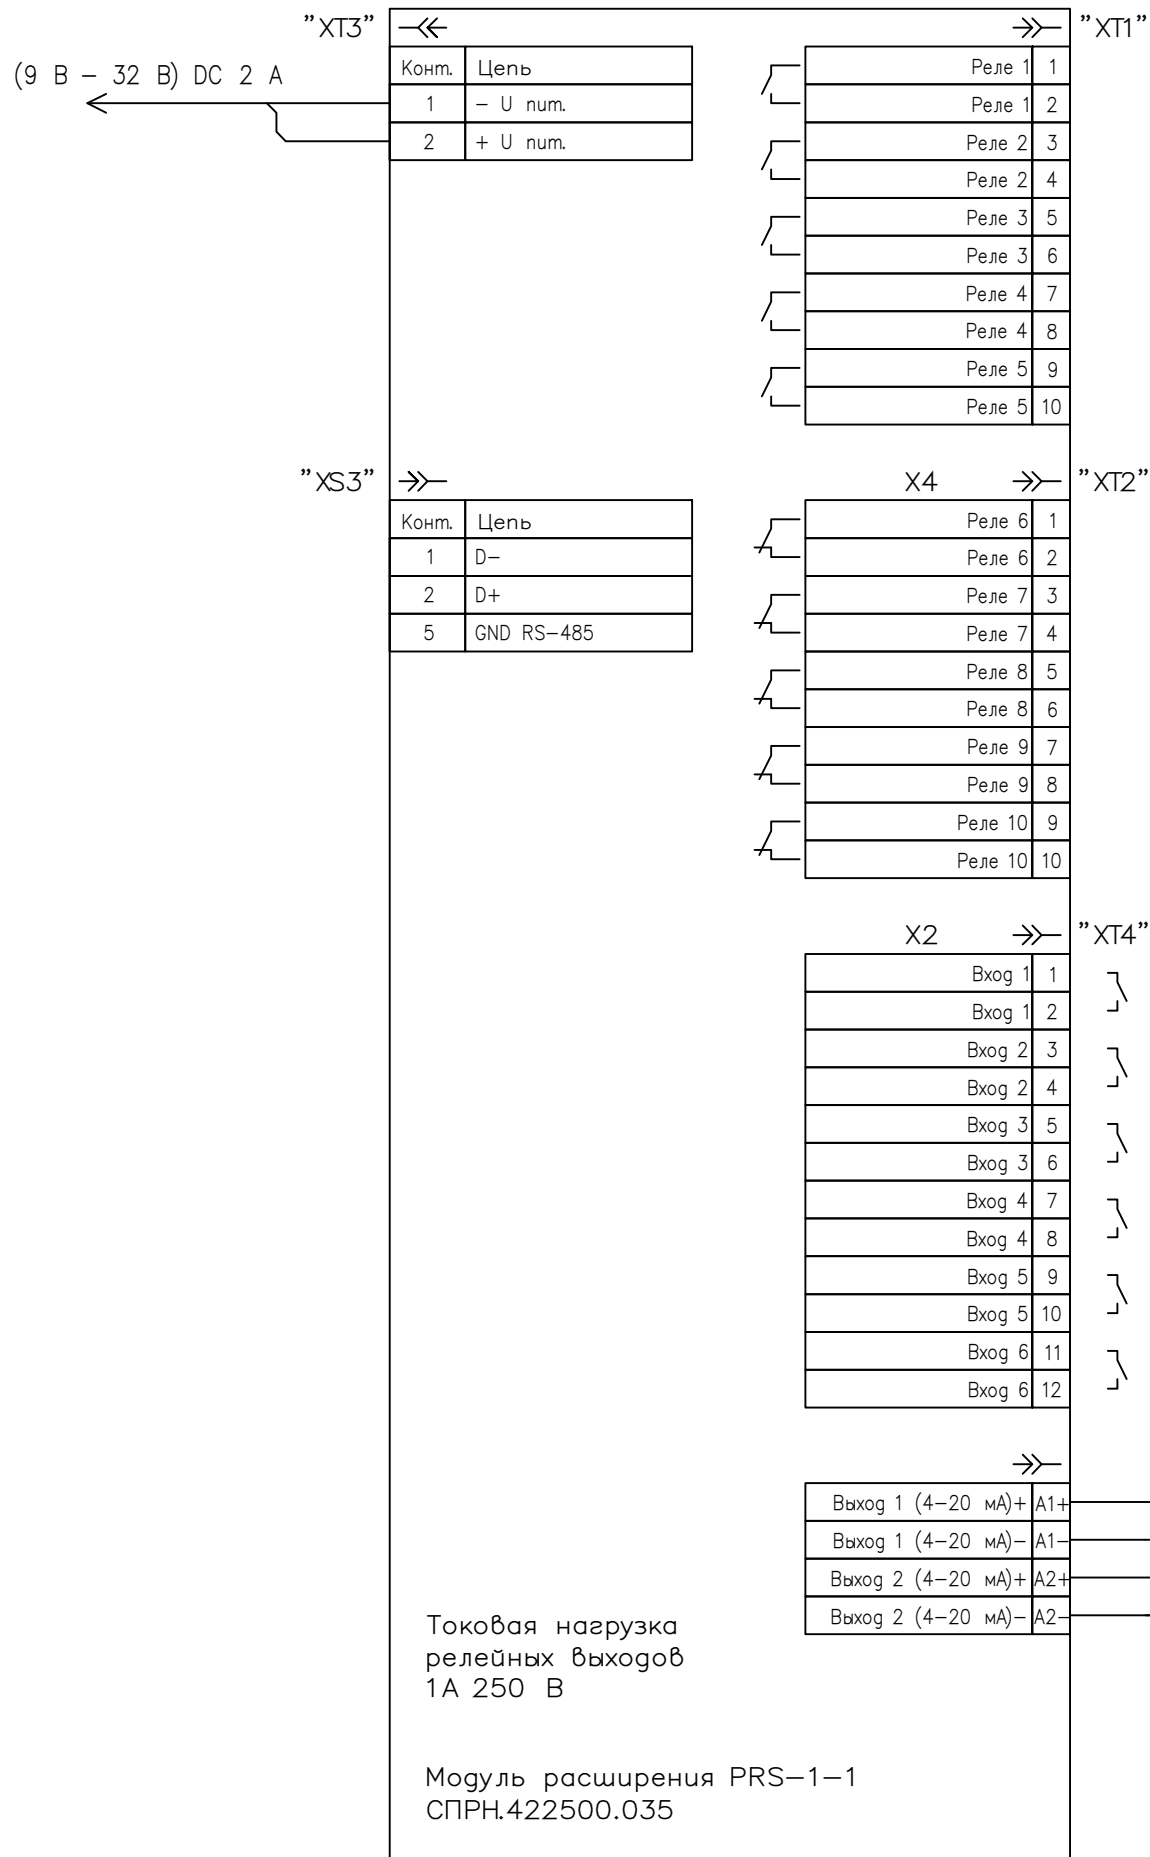 "XT3"
(9 В – 32 В) DC 2 А
Конт. Цепь
1 – U пит.
2 + U пит.
"XT1"
Реле 1 1
Реле 1 2
Реле 2 3
Реле 2 4
Реле 3 5
Реле 3 6
Реле 4 7
Реле 4 8
Реле 5 9
Реле 5 10
"XS3"
Конт. Цепь
1 D–
2 D+
5 GND RS–485
X4 "XT2"
Реле 6 1
Реле 6 2
Реле 7 3
Реле 7 4
Реле 8 5
Реле 8 6
Реле 9 7
Реле 9 8
Реле 10 9
Реле 10 10
X2 "XT4"
Вход 1 1
Вход 1 2
Вход 2 3
Вход 2 4
Вход 3 5
Вход 3 6
Вход 4 7
Вход 4 8
Вход 5 9
Вход 5 10
Вход 6 11
Вход 6 12
Выход 1 (4–20 мА)+ A1+
Выход 1 (4–20 мА)– A1–
Выход 2 (4–20 мА)+ A2+
Выход 2 (4–20 мА)– A2–
Токовая нагрузка
релейных выходов
1А 250 В
Модуль расширения PRS–1–1
СПРН.422500.035